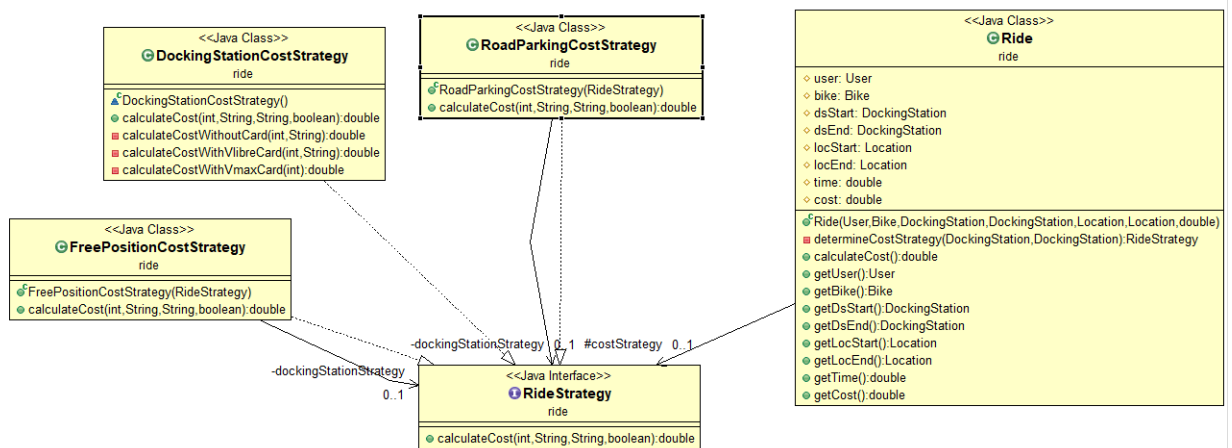 <<Java Class>>
DockingStationCostStrategy
ride
DockingStationCostStrategy()
calculateCost(int,String,String,boolean):double
calculateCostWithoutCard(int,String):double
calculateCostWithVlibreCard(int,String):double
calculateCostWithVmaxCard(int):double
<<Java Class>>
RoadParkingCostStrategy
ride
RoadParkingCostStrategy(RideStrategy)
calculateCost(int,String,String,boolean):double
<<Java Class>>
Ride
ride
user: User
bike: Bike
dsStart: DockingStation
dsEnd: DockingStation
locStart: Location
locEnd: Location
time: double
cost: double
Ride(User,Bike,DockingStation,DockingStation,Location,Location,double)
determineCostStrategy(DockingStation,DockingStation):RideStrategy
calculateCost():double
getUser():User
getBike():Bike
getDsStart():DockingStation
getDsEnd():DockingStation
getLocStart():Location
getLocEnd():Location
getTime():double
getCost():double
<<Java Class>>
FreePositionCostStrategy
ride
FreePositionCostStrategy(RideStrategy)
calculateCost(int,String,String,boolean):double
-dockingStationStrategy 0..1 #costStrategy 0..1
-dockingStationStrategy
0..1
<<Java Interface>>
RideStrategy
ride
calculateCost(int,String,String,boolean):double